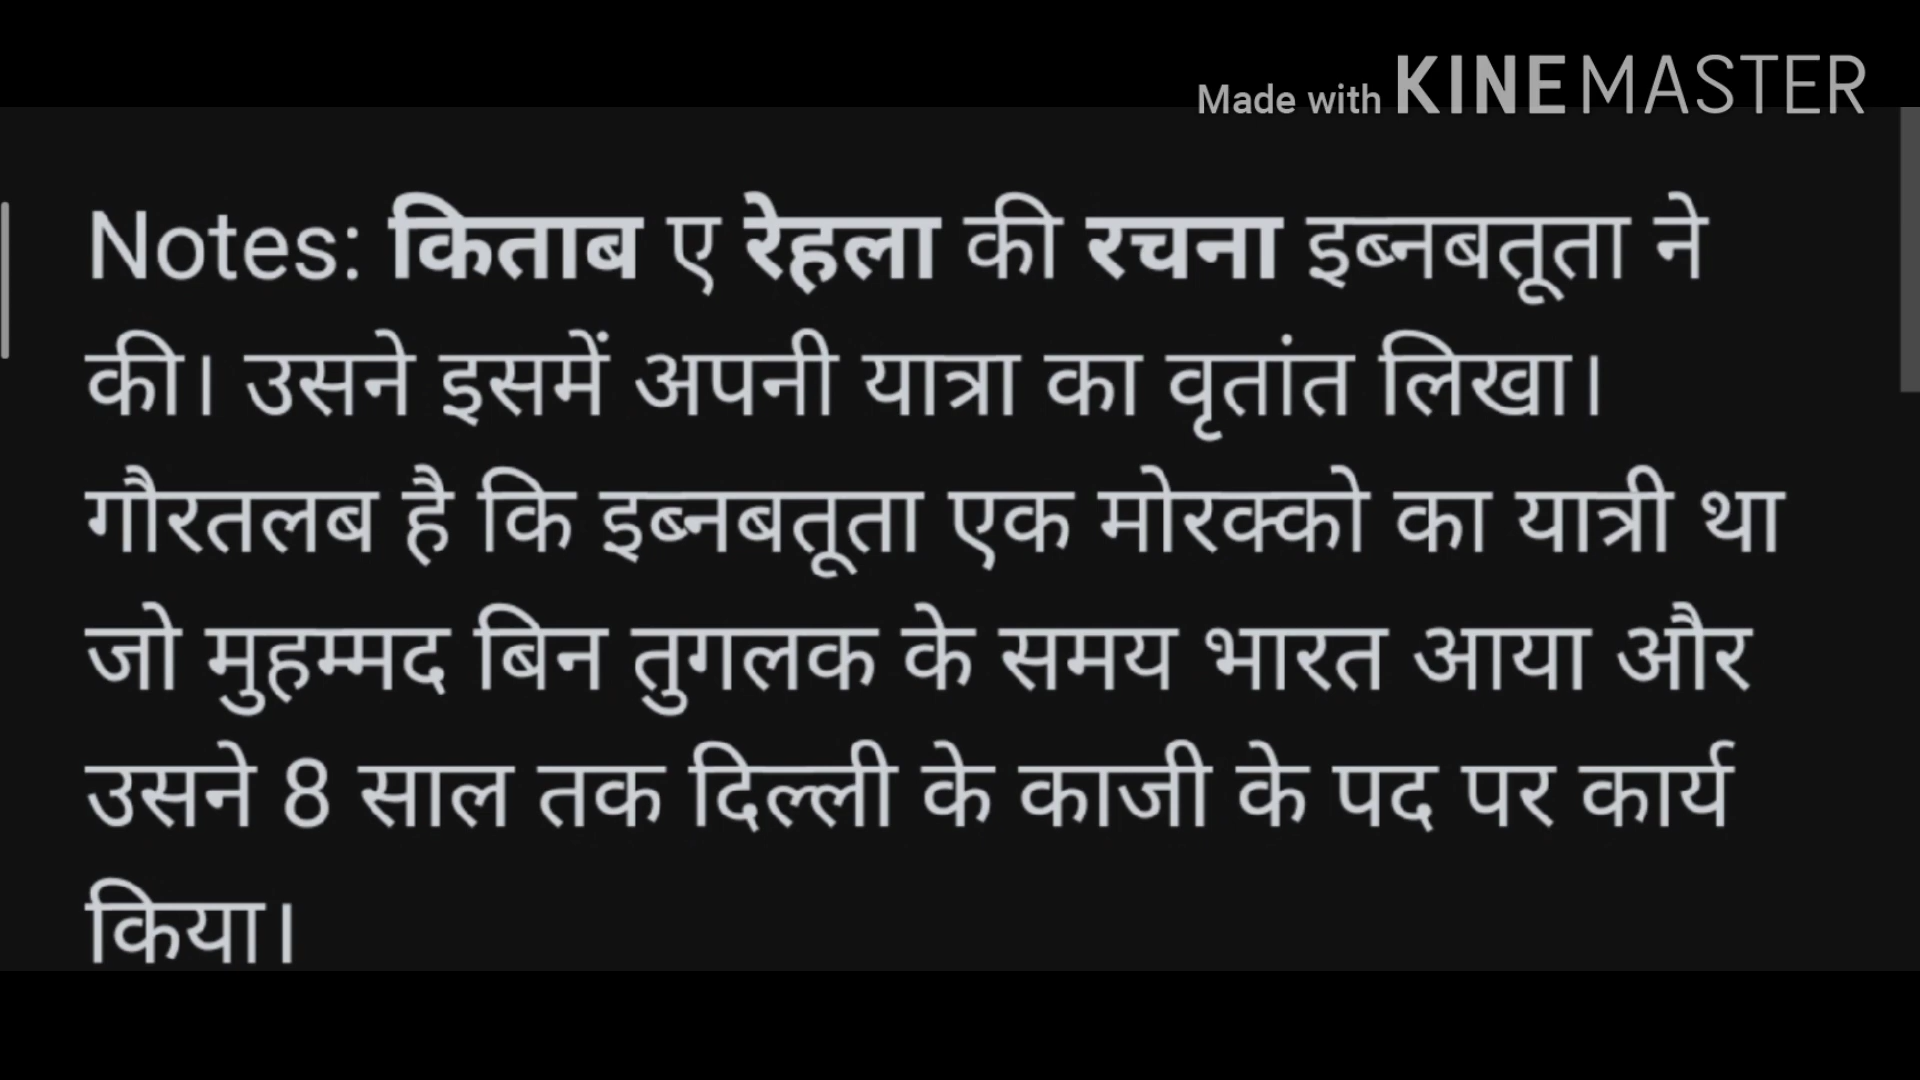 Made with KINEMASTER
Notes: किताब ए रेहला की रचना इब्नबतूता ने
की। उसने इसमें अपनी यात्रा का वृतांत लिखा।
गौरतलब है कि इब्नबतूता एक मोरक्को का यात्री था
जो मुहम्मद बिन तुगलक के समय भारत आया और
उसने 8 साल तक दिल्ली के काजी के पद पर कार्य
किया।